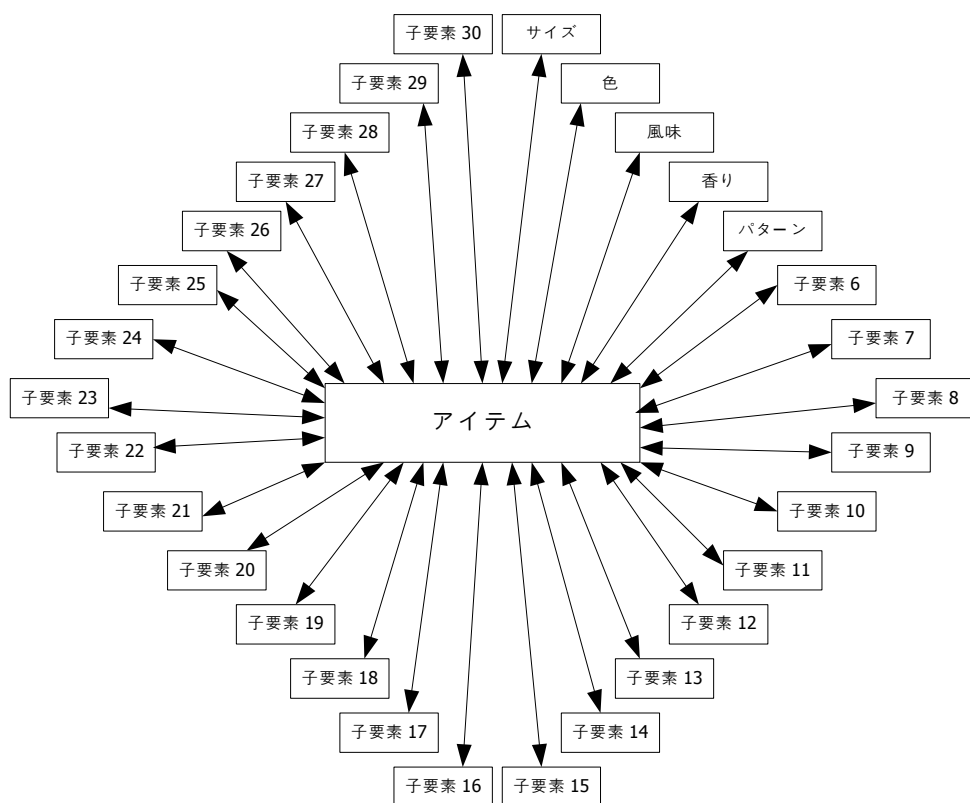 子要素 30
サイズ
子要素 29
色
子要素 28
風味
子要素 27
香り
子要素 26
パターン
子要素 25
子要素 6
子要素 24
子要素 7
子要素 23
子要素 8
アイテム
子要素 22
子要素 9
子要素 21
子要素 10
子要素 20
子要素 11
子要素 19
子要素 12
子要素 18
子要素 13
子要素 17
子要素 14
子要素 16
子要素 15